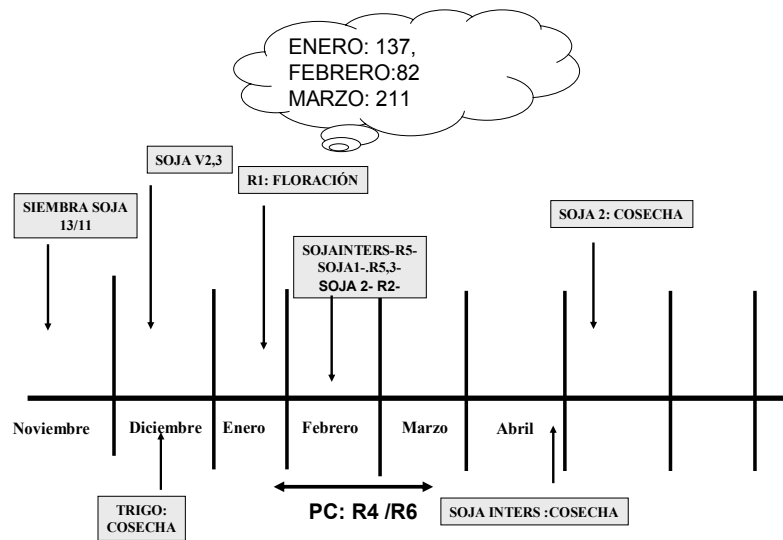 ENERO: 137,
FEBRERO:82
MARZO: 211
SOJA V2,3
R1: FLORACIÓN
SIEMBRA SOJA
13/11
SOJA 2: COSECHA
SOJAINTERS-R5-
SOJA1-.R5,3-
SOJA 2- R2-
Noviembre
Diciembre
Enero
Febrero
Marzo
Abril
TRIGO:
COSECHA
PC: R4 /R6
SOJA INTERS :COSECHA